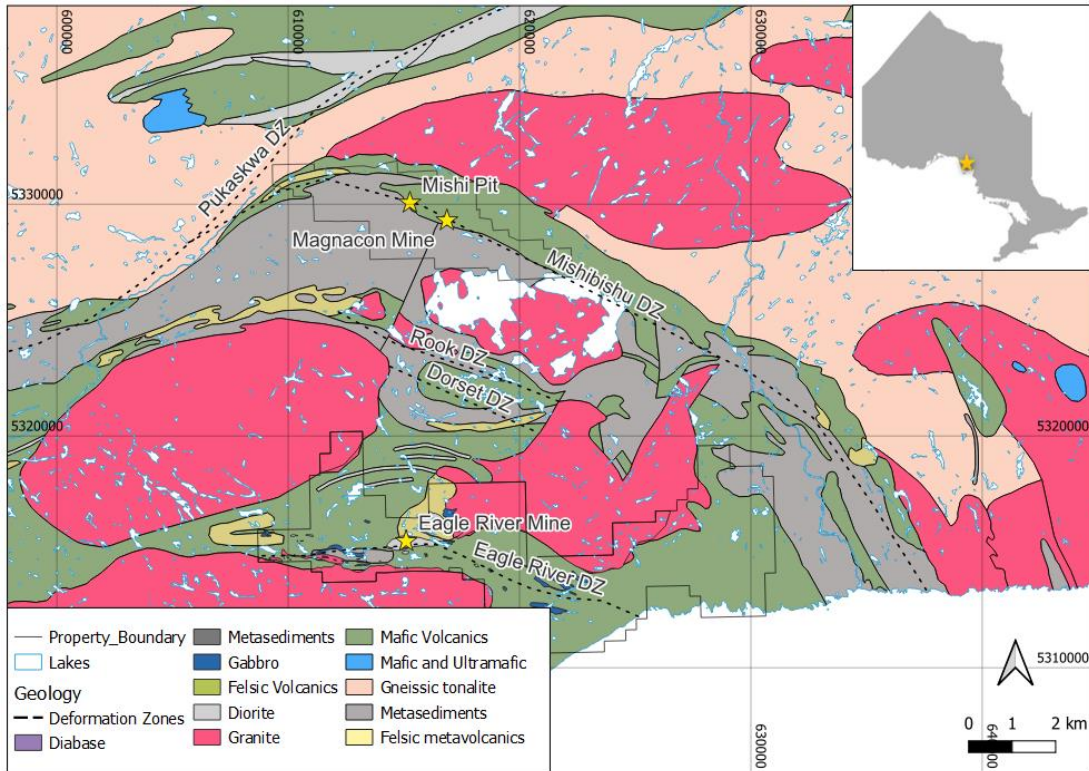 600000
610000
620000
630000
Pukaskwa DZ
5330000
Mishi Pit
Magnacon Mine
Mishibishu DZ
Rook DZ
Dorset DZ
5320000
5320000
Eagle River Mine
Eagle River DZ
Property_Boundary
Lakes
Geology
Deformation Zones
Diabase
Metasediments
Gabbro
Felsic Volcanics
Diorite
Granite
Mafic Volcanics
Mafic and Ultramafic
Gneissic tonalite
Metasediments
Felsic metavolcanics
5310000
0 1 2 km
630000